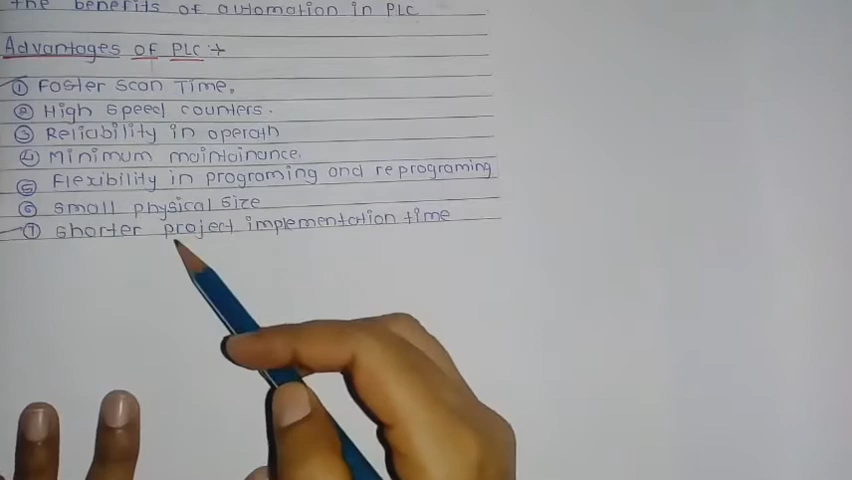 the benefits of automation in PLC
Advantages of PLC :→
① Foster scan Time.
② High speed counters.
③ Reliability in operatn
④ Minimum maintainance.
⑤ Flexibility in programing and reprograming
⑥ small physical size
⑦ shorter project implementation time